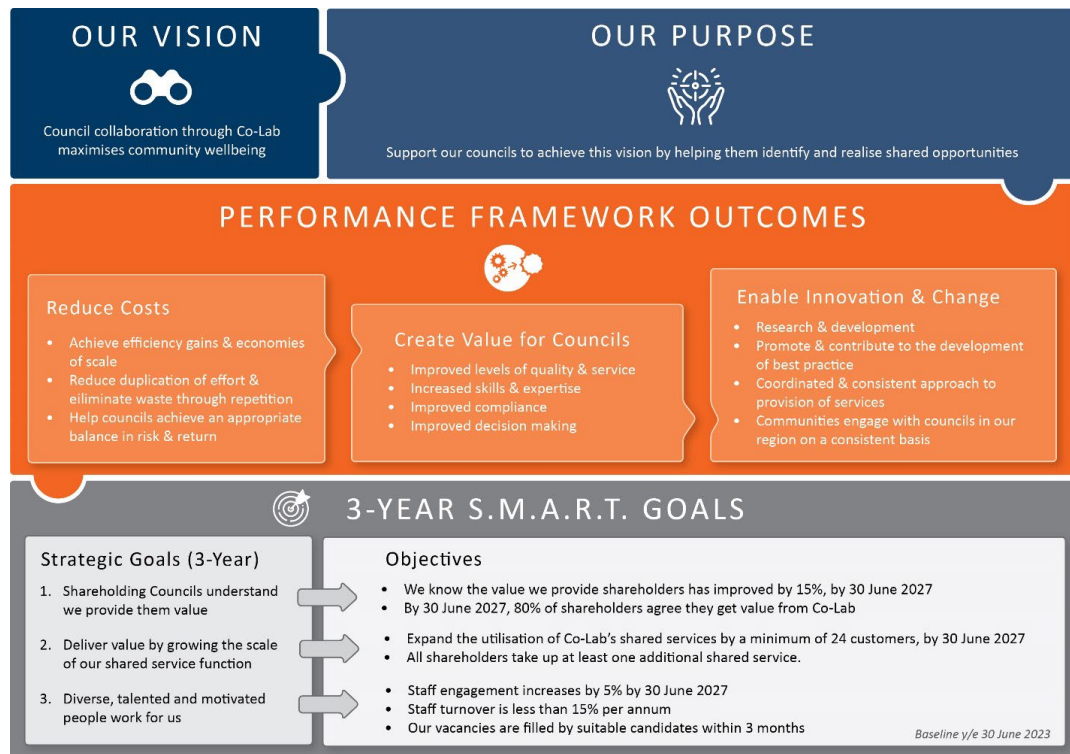 OUR VISION
Council collaboration through Co-Lab
maximises community wellbeing
OUR PURPOSE
Support our councils to achieve this vision by helping them identify and realise shared opportunities
PERFORMANCE FRAMEWORK OUTCOMES
Reduce Costs
• Achieve efficiency gains & economies
of scale
• Reduce duplication of effort &
eiliminate waste through repetition
• Help councils achieve an appropriate
balance in risk & return
Create Value for Councils
• Improved levels of quality & service
• Increased skills & expertise
• Improved compliance
• Improved decision making
Enable Innovation & Change
• Research & development
• Promote & contribute to the development
of best practice
• Coordinated & consistent approach to
provision of services
• Communities engage with councils in our
region on a consistent basis
3-YEAR S.M.A.R.T. GOALS
Strategic Goals (3-Year)
1. Shareholding Councils understand
we provide them value
2. Deliver value by growing the scale
of our shared service function
3. Diverse, talented and motivated
people work for us
Objectives
• We know the value we provide shareholders has improved by 15%, by 30 June 2027
• By 30 June 2027, 80% of shareholders agree they get value from Co-Lab
• Expand the utilisation of Co-Lab's shared services by a minimum of 24 customers, by 30 June 2027
• All shareholders take up at least one additional shared service.
• Staff engagement increases by 5% by 30 June 2027
• Staff turnover is less than 15% per annum
• Our vacancies are filled by suitable candidates within 3 months
Baseline y/e 30 June 2023